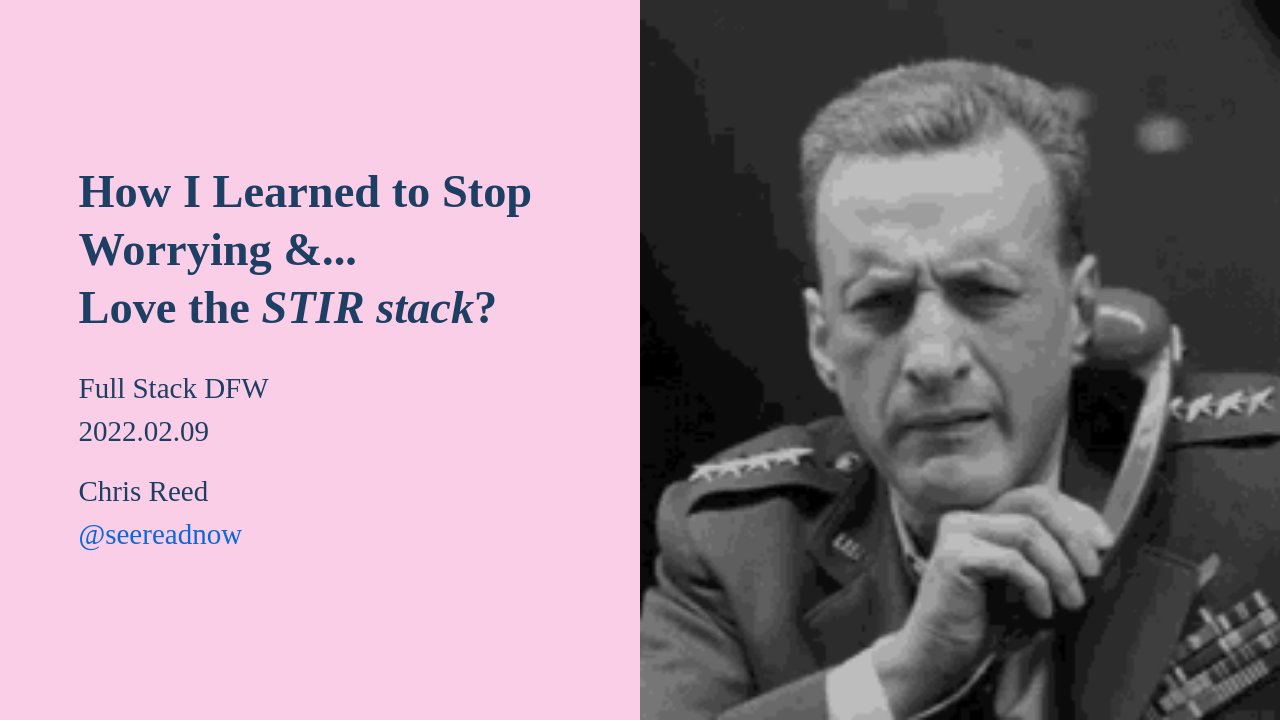 How I Learned to Stop
Worrying &...
Love the STIR stack?
Full Stack DFW
2022.02.09
Chris Reed
@seereadnow